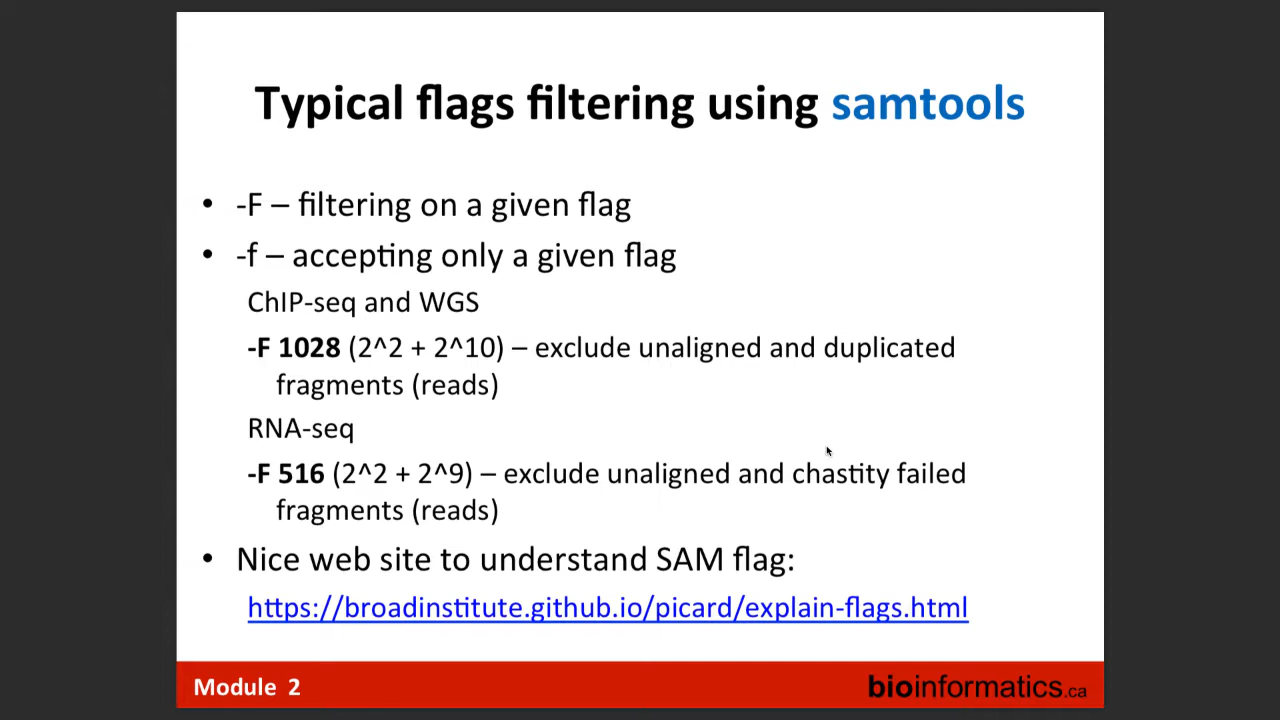 Typical flags filtering using samtools
• -F – filtering on a given flag
• -f – accepting only a given flag
ChIP-seq and WGS
-F 1028 (2^2 + 2^10) – exclude unaligned and duplicated
fragments (reads)
RNA-seq
-F 516 (2^2 + 2^9) – exclude unaligned and chastity failed
fragments (reads)
• Nice web site to understand SAM flag:
https://broadinstitute.github.io/picard/explain-flags.html
Module 2
bioinformatics.ca